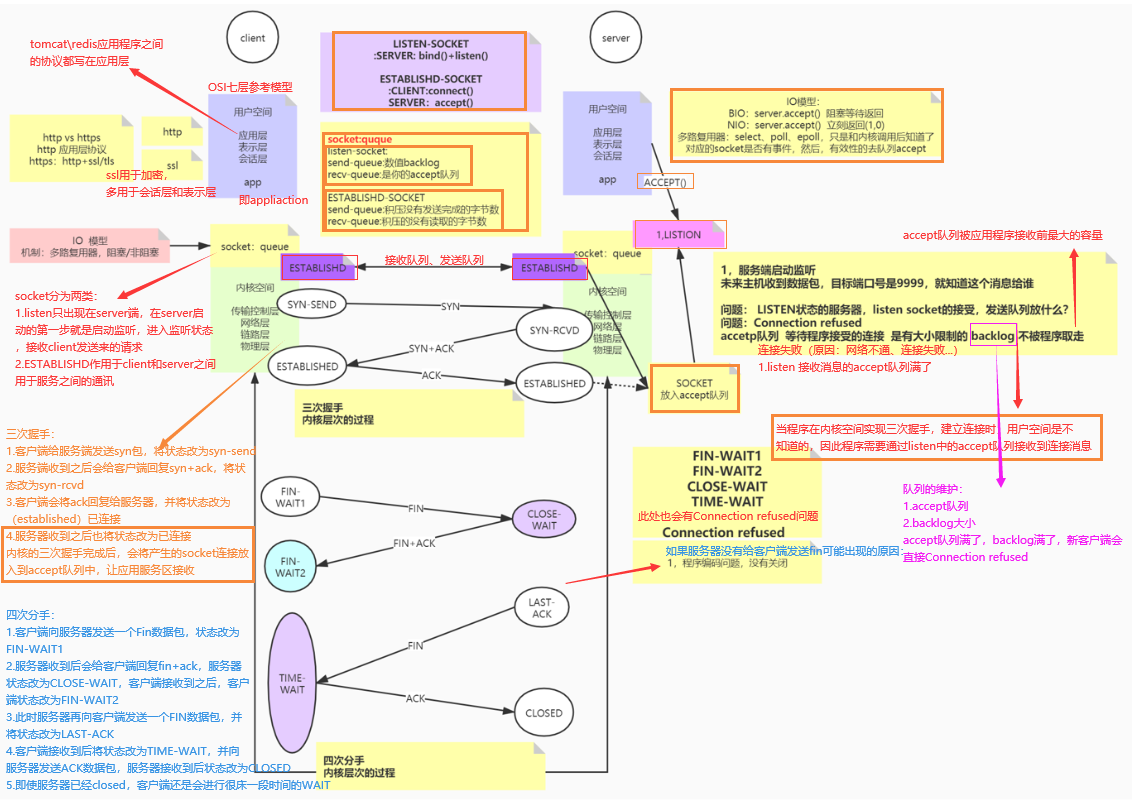 client
server
tomcat\redis应用程序之间
的协议都写在应用层
OSI七层参考模型
LISTEN-SOCKET
:SERVER: bind()+listen()
ESTABLISHD-SOCKET
:CLIENT:connect()
SERVER：accept()
用户空间
应用层
表示层
会话层
app
即appliaction
http vs https
http 应用层协议
https：http+ssl/tls
http
ssl
ssl用于加密，
多用于会话层和表示层
socket:quque
listen-socket:
send-queue:数值backlog
recv-queue:是你的accept队列
ESTABLISHD-SOCKET
send-queue:积压没有发送完成的字节数
recv-queue:积压的没有读取的字节数
用户空间
应用层
表示层
会话层
app
IO模型：
BIO：server.accept() 阻塞等待返回
NIO：server.accept() 立刻返回(1,0)
多路复用器：select、poll、epoll，只是和内核调用后知道了
对应的socket是否有事件，然后，有效性的去队列accept
ACCEPT()
1,LISTION
IO 模型
机制：多路复用器，阻塞/非阻塞
socket：queue
ESTABLISHD
接收队列、发送队列
ESTABLISHD
socket：queue
内核空间
传输控制层
网络层
链路层
物理层
内核空间
传输控制层
网络层
链路层
物理层
SYN-SEND
SYN
SYN-RCVD
SYN+ACK
ESTABLISHED
ACK
ESTABLISHED
SOCKET
放入accept队列
三次握手
内核层次的过程
accept队列被应用程序接收前最大的容量
1，服务端启动监听
未来主机收到数据包，目标端口号是9999，就知道这个消息给谁
问题： LISTEN状态的服务器，listen socket的接受，发送队列放什么？
问题：Connection refused
accetp队列 等待程序接受的连接 是有大小限制的 backlog 不被程序取走
连接失败（原因：网络不通、连接失败...）
1.listen 接收消息的accept队列满了
当程序在内核空间实现三次握手，建立连接时，用户空间是不
知道的，因此程序需要通过listen中的accept队列接收到连接消息
socket分为两类：
1.listen只出现在server端，在server启
动的第一步就是启动监听，进入监听状态
，接收client发送来的请求
2.ESTABLISHD作用于client和server之间
用于服务之间的通讯
三次握手：
1.客户端给服务端发送syn包，将状态改为syn-send
2.服务端收到之后会给客户端回复syn+ack，将状
态改为syn-rcvd
3.客户端会将ack回复给服务器，并将状态改为
（established）已连接
4.服务器收到之后也将状态改为已连接
内核的三次握手完成后，会将产生的socket连接放
入到accept队列中，让应用服务区接收
FIN-WAIT1
FIN-WAIT2
CLOSE-WAIT
TIME-WAIT
此处也会有Connection refused问题
Connection refused
如果服务器没有给客户端发送fin可能出现的原因：
1，程序编码问题，没有关闭
队列的维护：
1.accept队列
2.backlog大小
accept队列满了，backlog满了，新客户端会
直接Connection refused
FIN-
WAIT1
FIN
CLOSE-
WAIT
FIN+ACK
FIN-
WAIT2
LAST-
ACK
FIN
TIME-
WAIT
ACK
CLOSED
四次分手
内核层次的过程
四次分手：
1.客户端向服务器发送一个Fin数据包，状态改为
FIN-WAIT1
2.服务器收到后会给客户端回复fin+ack，服务器
状态改为CLOSE-WAIT，客户端接收到之后，客户
端状态改为FIN-WAIT2
3.此时服务器再向客户端发送一个FIN数据包，并
将状态改为LAST-ACK
4.客户端接收到后将状态改为TIME-WAIT，并向
服务器发送ACK数据包，服务器接收到后状态改为CLOSED
5.即使服务器已经closed，客户端还是会进行很床一段时间的WAIT